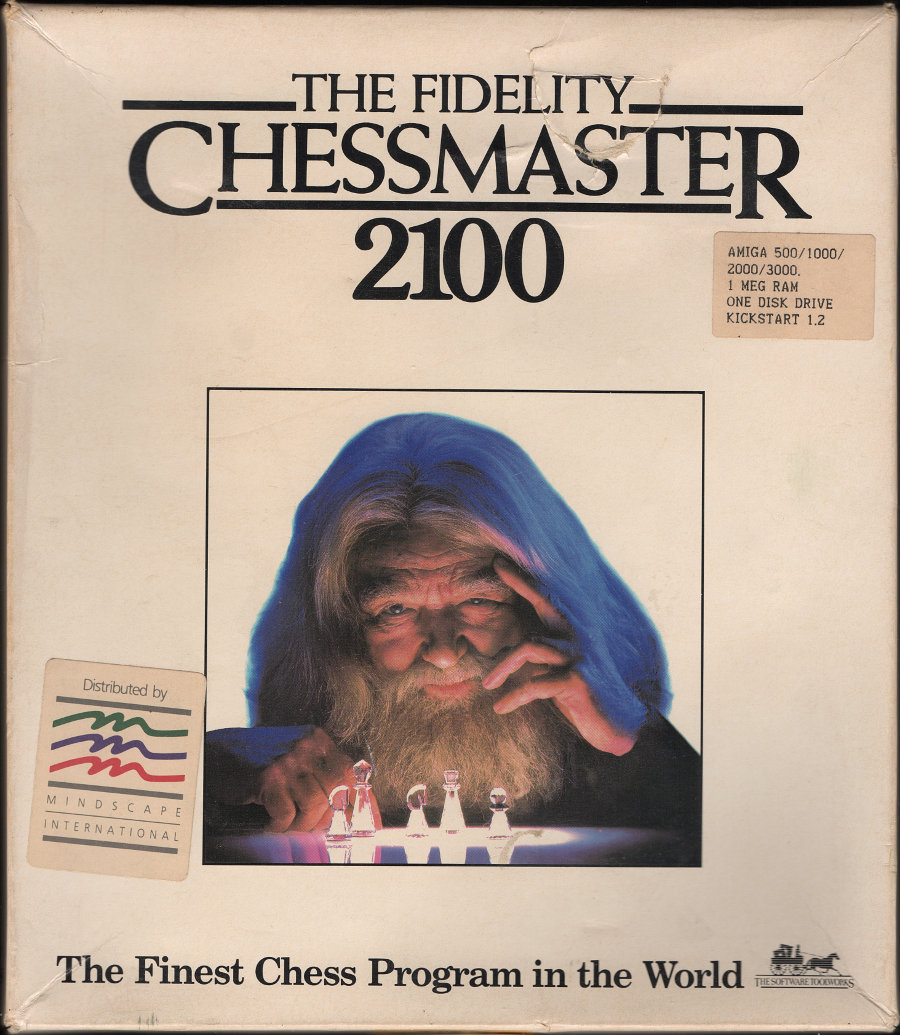 THE FIDELITY
CHESSMASTER
2100
AMIGA 500/1000/
2000/3000.
1 MEG RAM
ONE DISK DRIVE
KICKSTART 1.2
Distributed by
MINDSCAPE
INTERNATIONAL
The Finest Chess Program in the World
THE SOFTWARE TOOLWORKS